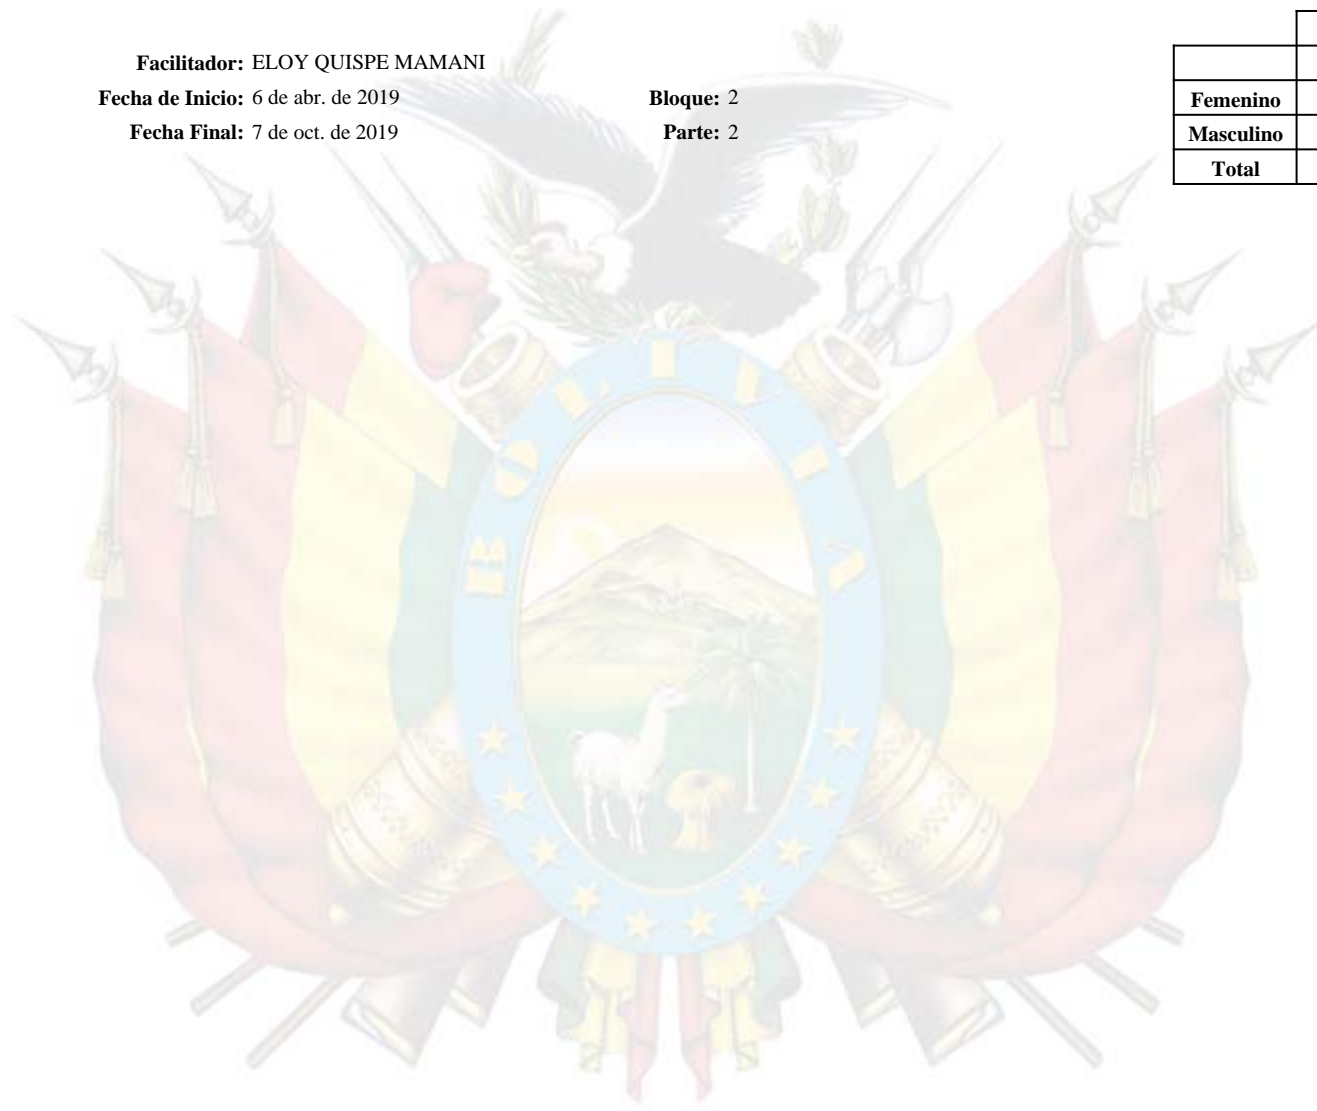 Facilitador: ELOY QUISPE MAMANI
Fecha de Inicio: 6 de abr. de 2019 Bloque: 2
Fecha Final: 7 de oct. de 2019 Parte: 2
Femenino
Masculino
Total
BOLIVIA